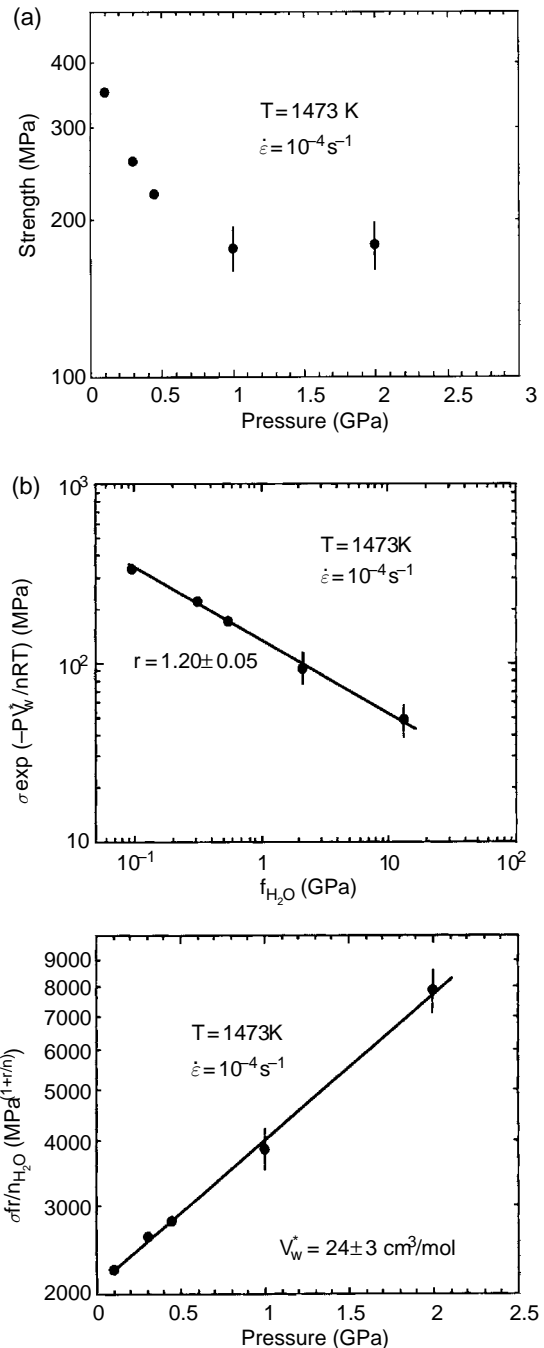 (a)
400
300
200
100
Strength (MPa)
T = 1473 K
ε̇ = 10⁻⁴ s⁻¹
0 0.5 1 1.5 2 2.5 3
Pressure (GPa)
(b)
10³
10²
10
σ exp (–PV*w/nRT) (MPa)
T = 1473K
ε̇ = 10⁻⁴ s⁻¹
r = 1.20 ± 0.05
10⁻¹ 1 10 10²
fH₂O (GPa)
9000
8000
7000
6000
5000
4000
3000
2000
σfr/nH₂O (MPa(1+r/n))
T = 1473K
ε̇ = 10⁻⁴ s⁻¹
V*w = 24 ± 3 cm³/mol
0 0.5 1.0 1.5 2.0 2.5
Pressure (GPa)